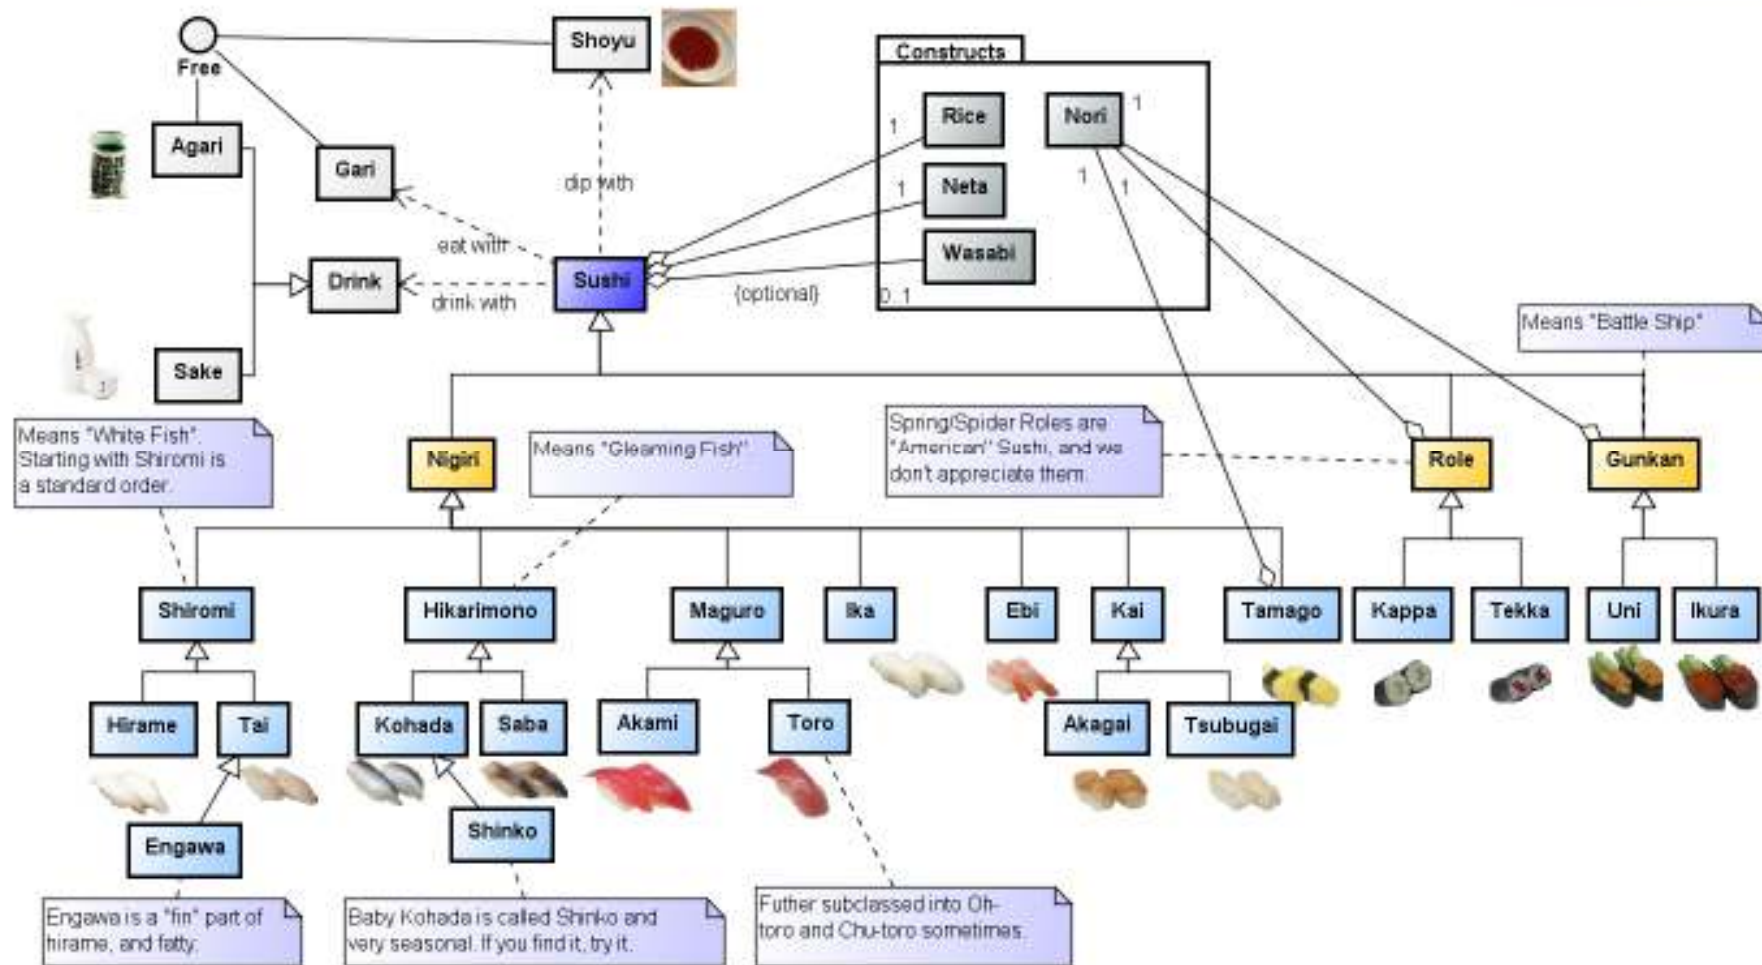 Free
Shoyu
Constructs
Rice
Nori
1
1
Agari
Gari
dip with
1
1
1
Neta
Wasabi
eat with
Drink
drink with
Sushi
{optional}
0..1
Means "Battle Ship"
Sake
Means "White Fish".
Starting with Shiromi is
a standard order.
Nigiri
Means "Gleaming Fish"
Spring/Spider Roles are
"American" Sushi, and we
don't appreciate them.
Role
Gunkan
Shiromi
Hikarimono
Maguro
Ika
Ebi
Kai
Tamago
Kappa
Tekka
Uni
Ikura
Hirame
Tai
Kohada
Saba
Akami
Toro
Akagai
Tsubugai
Engawa
Shinko
Engawa is a "fin" part of
hirame, and fatty.
Baby Kohada is called Shinko and
very seasonal. If you find it, try it.
Futher subclassed into Oh-
toro and Chu-toro sometimes.